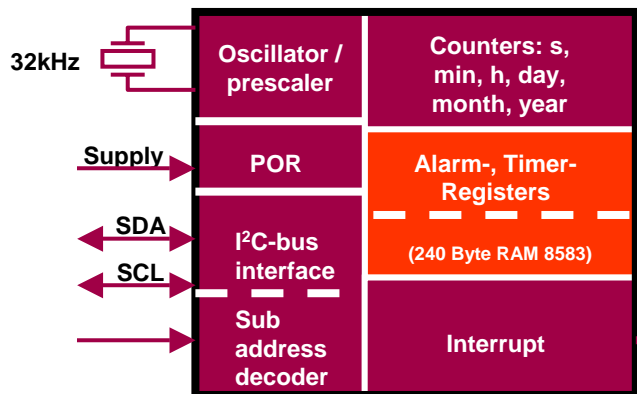 32kHz
Oscillator /
prescaler
Counters: s,
min, h, day,
month, year
Supply
POR
Alarm-, Timer-
Registers
(240 Byte RAM 8583)
SDA
SCL
I²C-bus
interface
Sub
address
decoder
Interrupt